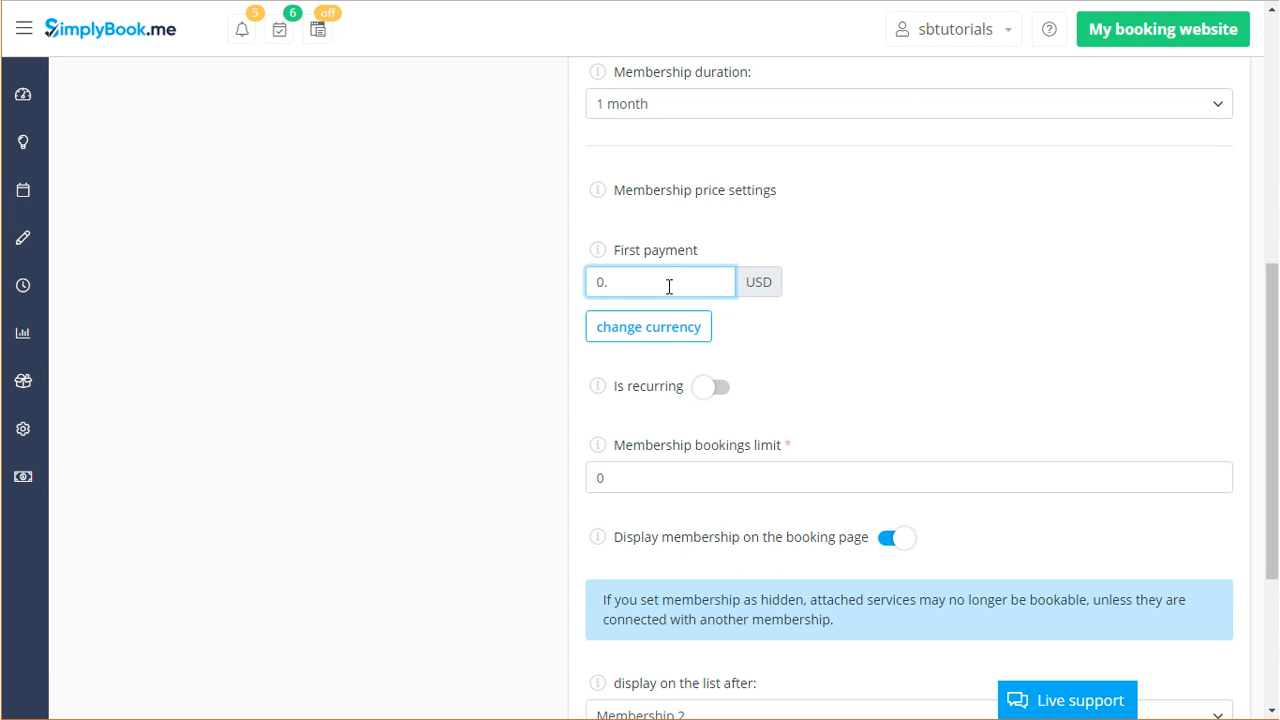 5
6
off
SimplyBook.me
sbtutorials
My booking website
Membership duration:
1 month
Membership price settings
First payment
0.
USD
change currency
Is recurring
Membership bookings limit *
0
Display membership on the booking page
If you set membership as hidden, attached services may no longer be bookable, unless they are
connected with another membership.
display on the list after:
Membership 2
Live support